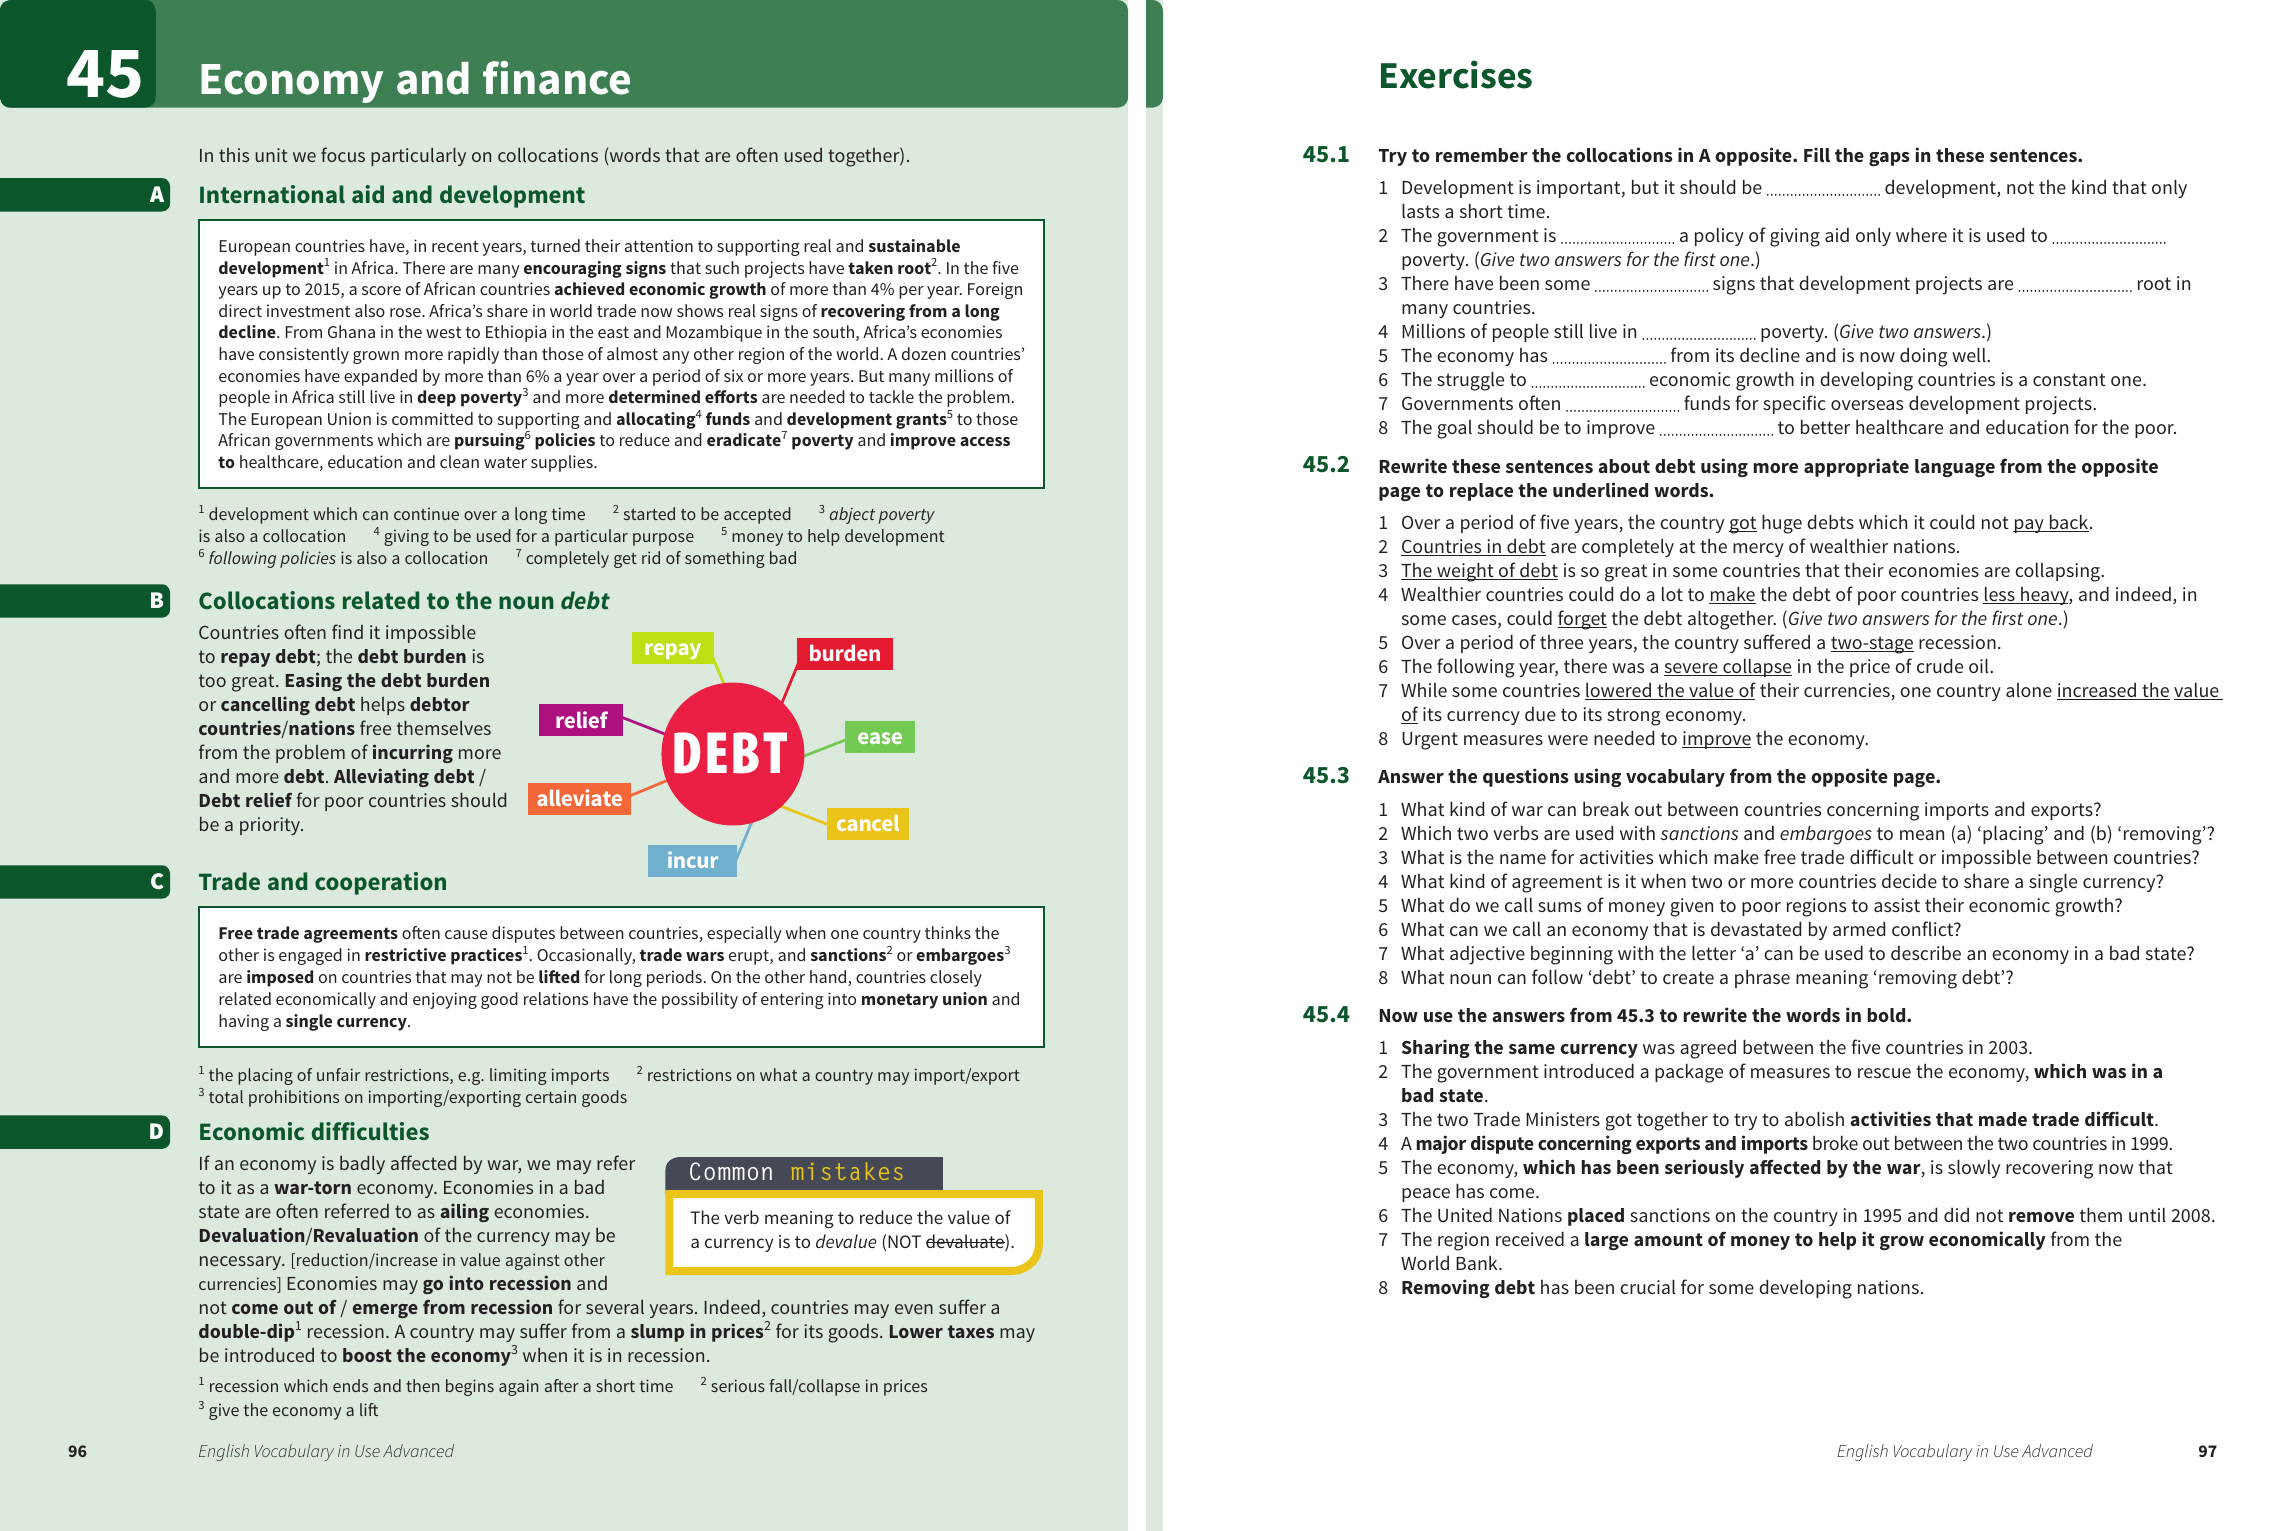 45
Economy and finance
In this unit we focus particularly on collocations (words that are often used together).
A
International aid and development
European countries have, in recent years, turned their attention to supporting real and sustainable
development1 in Africa. There are many encouraging signs that such projects have taken root2. In the five
years up to 2015, a score of African countries achieved economic growth of more than 4% per year. Foreign
direct investment also rose. Africa's share in world trade now shows real signs of recovering from a long
decline. From Ghana in the west to Ethiopia in the east and Mozambique in the south, Africa's economies
have consistently grown more rapidly than those of almost any other region of the world. A dozen countries'
economies have expanded by more than 6% a year over a period of six or more years. But many millions of
people in Africa still live in deep poverty3 and more determined efforts are needed to tackle the problem.
The European Union is committed to supporting and allocating4 funds and development grants5 to those
African governments which are pursuing6 policies to reduce and eradicate7 poverty and improve access
to healthcare, education and clean water supplies.
1 development which can continue over a long time 2 started to be accepted 3 abject poverty
is also a collocation 4 giving to be used for a particular purpose 5 money to help development
6 following policies is also a collocation 7 completely get rid of something bad
B
Collocations related to the noun debt
Countries often find it impossible
to repay debt; the debt burden is
too great. Easing the debt burden
or cancelling debt helps debtor
countries/nations free themselves
from the problem of incurring more
and more debt. Alleviating debt /
Debt relief for poor countries should
be a priority.
repay
burden
relief
ease
DEBT
alleviate
cancel
incur
C
Trade and cooperation
Free trade agreements often cause disputes between countries, especially when one country thinks the
other is engaged in restrictive practices1. Occasionally, trade wars erupt, and sanctions2 or embargoes3
are imposed on countries that may not be lifted for long periods. On the other hand, countries closely
related economically and enjoying good relations have the possibility of entering into monetary union and
having a single currency.
1 the placing of unfair restrictions, e.g. limiting imports 2 restrictions on what a country may import/export
3 total prohibitions on importing/exporting certain goods
D
Economic difficulties
If an economy is badly affected by war, we may refer
to it as a war-torn economy. Economies in a bad
state are often referred to as ailing economies.
Devaluation/Revaluation of the currency may be
necessary. [reduction/increase in value against other
currencies] Economies may go into recession and
not come out of / emerge from recession for several years. Indeed, countries may even suffer a
double-dip1 recession. A country may suffer from a slump in prices2 for its goods. Lower taxes may
be introduced to boost the economy3 when it is in recession.
Common mistakes
The verb meaning to reduce the value of
a currency is to devalue (NOT devaluate).
1 recession which ends and then begins again after a short time 2 serious fall/collapse in prices
3 give the economy a lift
96
English Vocabulary in Use Advanced
Exercises
45.1 Try to remember the collocations in A opposite. Fill the gaps in these sentences.
1 Development is important, but it should be ............................ development, not the kind that only
lasts a short time.
2 The government is ............................ a policy of giving aid only where it is used to ............................
poverty. (Give two answers for the first one.)
3 There have been some ............................ signs that development projects are ............................ root in
many countries.
4 Millions of people still live in ............................ poverty. (Give two answers.)
5 The economy has ............................ from its decline and is now doing well.
6 The struggle to ............................ economic growth in developing countries is a constant one.
7 Governments often ............................ funds for specific overseas development projects.
8 The goal should be to improve ............................ to better healthcare and education for the poor.
45.2 Rewrite these sentences about debt using more appropriate language from the opposite
page to replace the underlined words.
1 Over a period of five years, the country got huge debts which it could not pay back.
2 Countries in debt are completely at the mercy of wealthier nations.
3 The weight of debt is so great in some countries that their economies are collapsing.
4 Wealthier countries could do a lot to make the debt of poor countries less heavy, and indeed, in
some cases, could forget the debt altogether. (Give two answers for the first one.)
5 Over a period of three years, the country suffered a two-stage recession.
6 The following year, there was a severe collapse in the price of crude oil.
7 While some countries lowered the value of their currencies, one country alone increased the value
of its currency due to its strong economy.
8 Urgent measures were needed to improve the economy.
45.3 Answer the questions using vocabulary from the opposite page.
1 What kind of war can break out between countries concerning imports and exports?
2 Which two verbs are used with sanctions and embargoes to mean (a) 'placing' and (b) 'removing'?
3 What is the name for activities which make free trade difficult or impossible between countries?
4 What kind of agreement is it when two or more countries decide to share a single currency?
5 What do we call sums of money given to poor regions to assist their economic growth?
6 What can we call an economy that is devastated by armed conflict?
7 What adjective beginning with the letter 'a' can be used to describe an economy in a bad state?
8 What noun can follow 'debt' to create a phrase meaning 'removing debt'?
45.4 Now use the answers from 45.3 to rewrite the words in bold.
1 Sharing the same currency was agreed between the five countries in 2003.
2 The government introduced a package of measures to rescue the economy, which was in a
bad state.
3 The two Trade Ministers got together to try to abolish activities that made trade difficult.
4 A major dispute concerning exports and imports broke out between the two countries in 1999.
5 The economy, which has been seriously affected by the war, is slowly recovering now that
peace has come.
6 The United Nations placed sanctions on the country in 1995 and did not remove them until 2008.
7 The region received a large amount of money to help it grow economically from the
World Bank.
8 Removing debt has been crucial for some developing nations.
English Vocabulary in Use Advanced
97